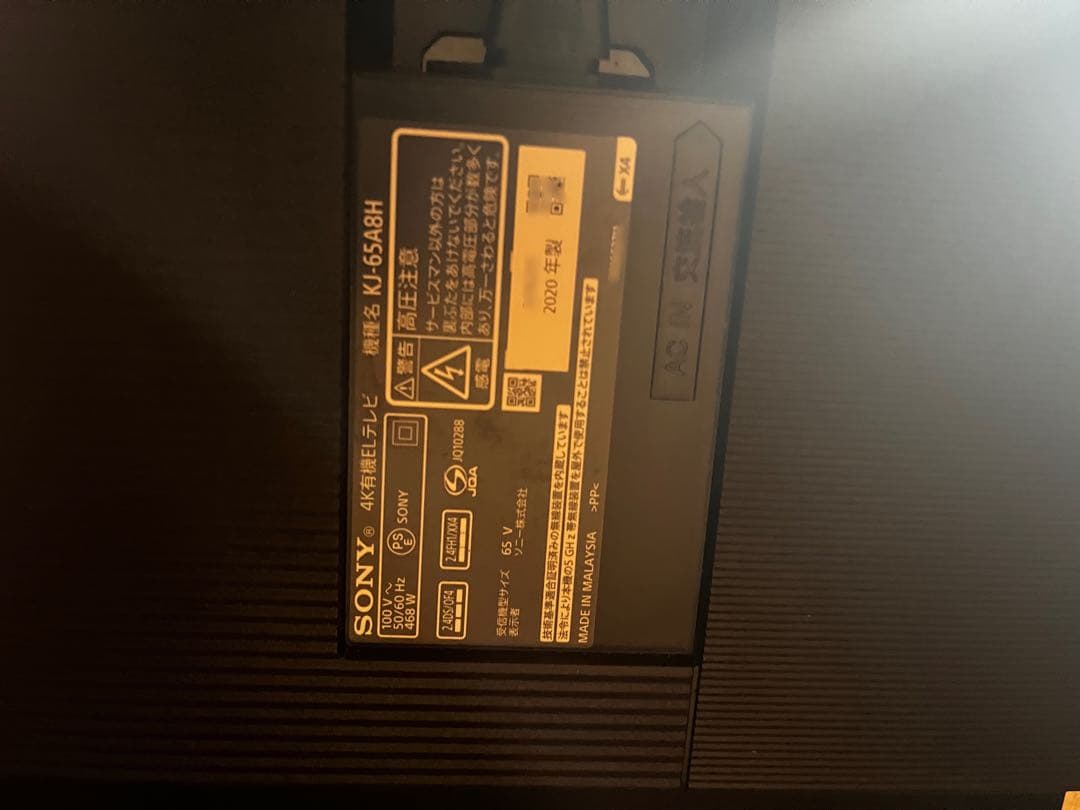 SONY® 4K有機ELテレビ 機種名 KJ-65A8H
100 V～
50/60 Hz
468 W
PS
E SONY
警告 高圧注意
サービスマン以外の方は
裏ぶたをあけないでください。
内部には高電圧部分が数多く
あり、万一さわると危険です。
感電
2.4DS/OF4
2.4FH1/XX4
JQA JQ10288
受信機型サイズ 65 V
表示者 ソニー株式会社
2020 年製
技術基準適合証明済みの無線装置を内蔵しています
法令により本機の5 GHz 帯無線装置を屋外で使用することは禁止されています
MADE IN MALAYSIA >PP<
← X4
AC IN 交流輸入